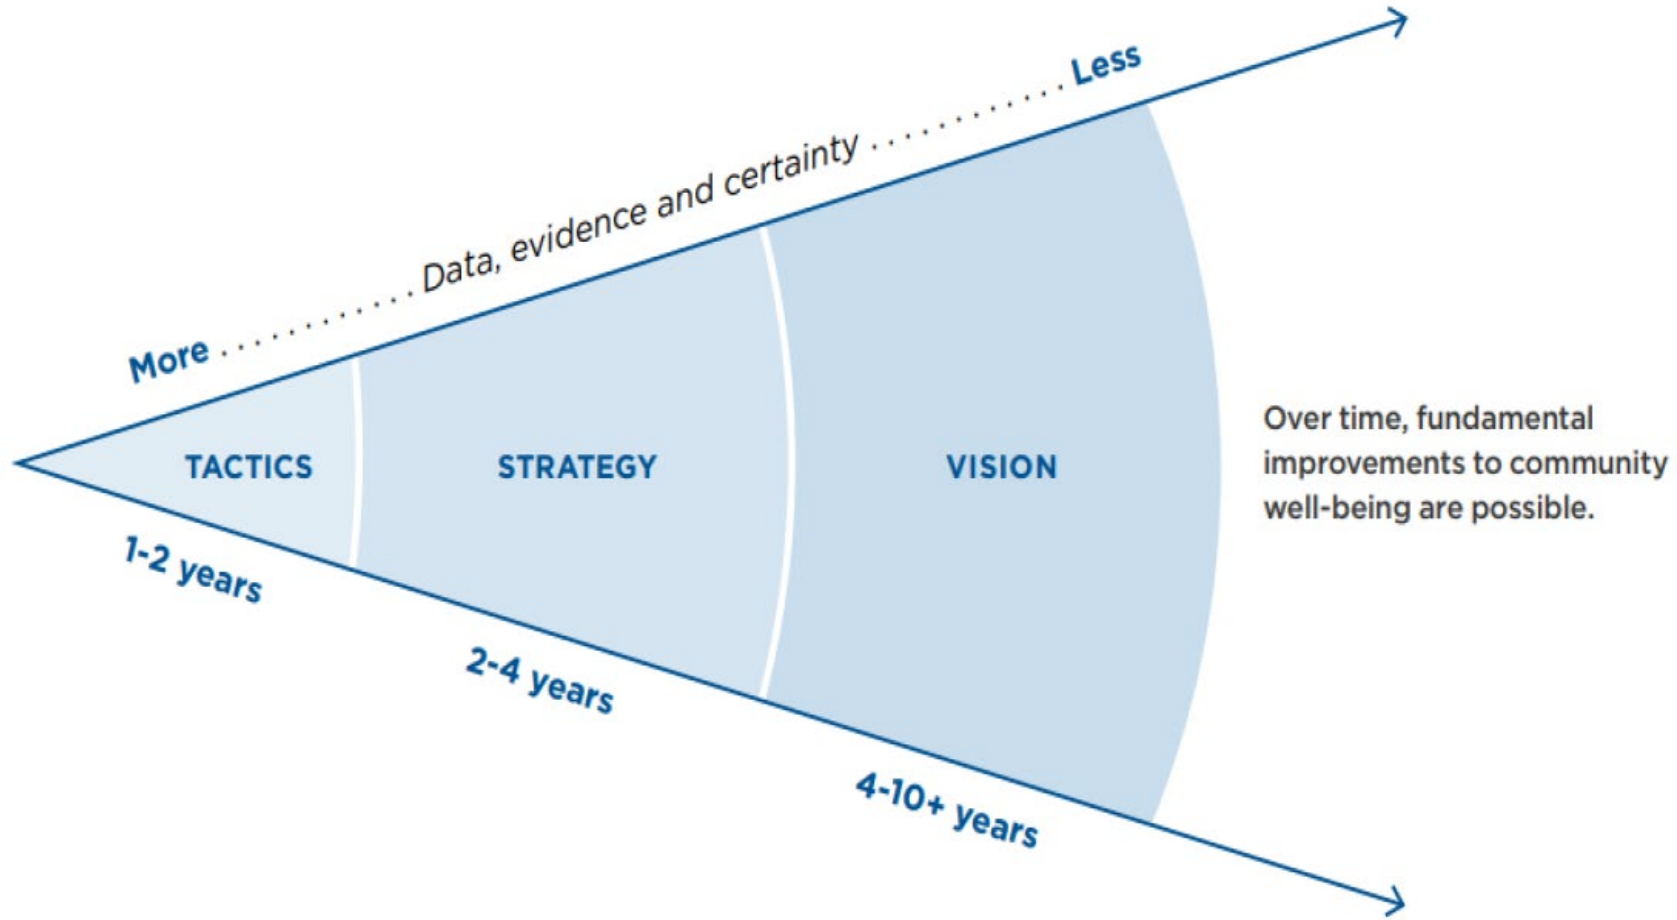 More . . . . . . . . . . . Data, evidence and certainty . . . . . . . . . . . Less
TACTICS
STRATEGY
VISION
1-2 years
2-4 years
4-10+ years
Over time, fundamental
improvements to community
well-being are possible.